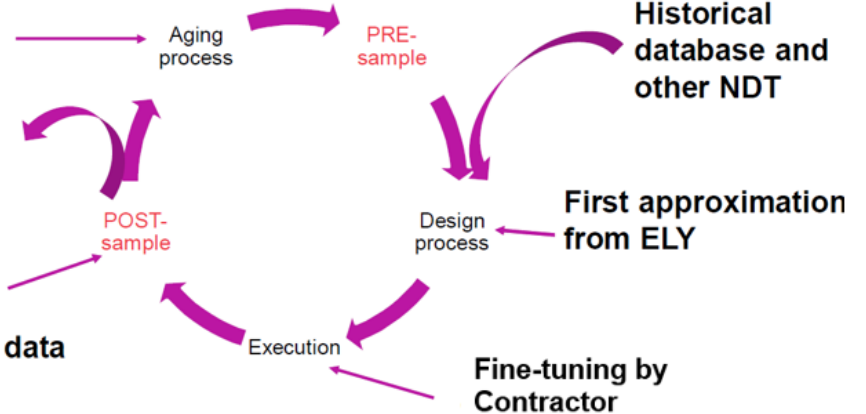 Historical
database and
other NDT
Aging
process
PRE-
sample
First approximation
from ELY
Design
process
POST-
sample
data
Execution
Fine-tuning by
Contractor